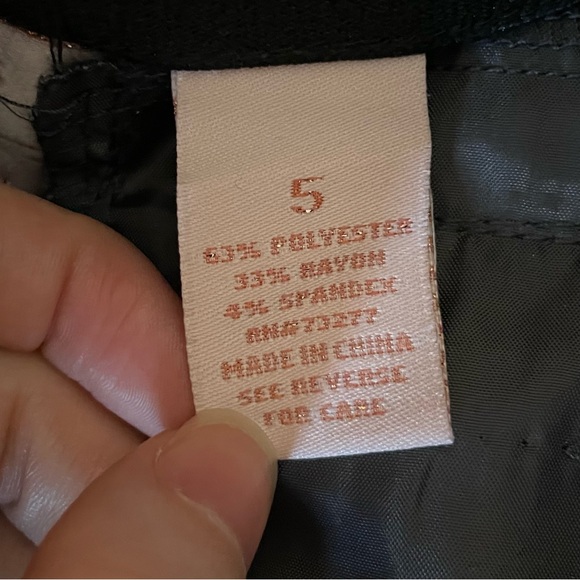 5
63% POLYESTER
33% RAYON
4% SPANDEX
RN#73277
MADE IN CHINA
SEE REVERSE
FOR CARE